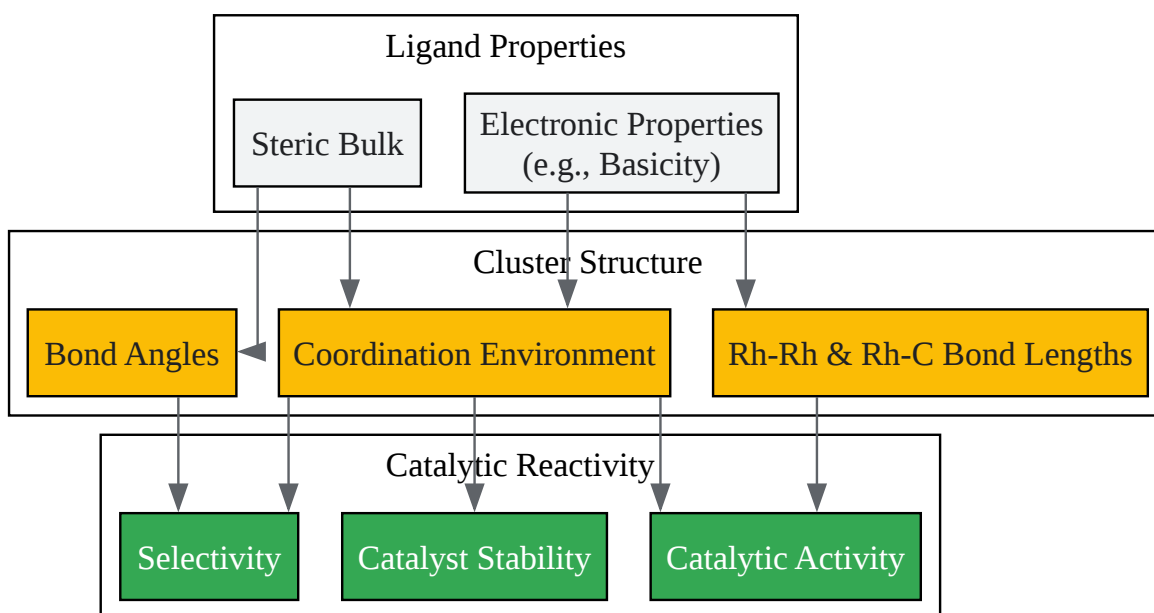 Ligand Properties
Steric Bulk
Electronic Properties
(e.g., Basicity)
Cluster Structure
Bond Angles
Coordination Environment
Rh-Rh & Rh-C Bond Lengths
Catalytic Reactivity
Selectivity
Catalyst Stability
Catalytic Activity